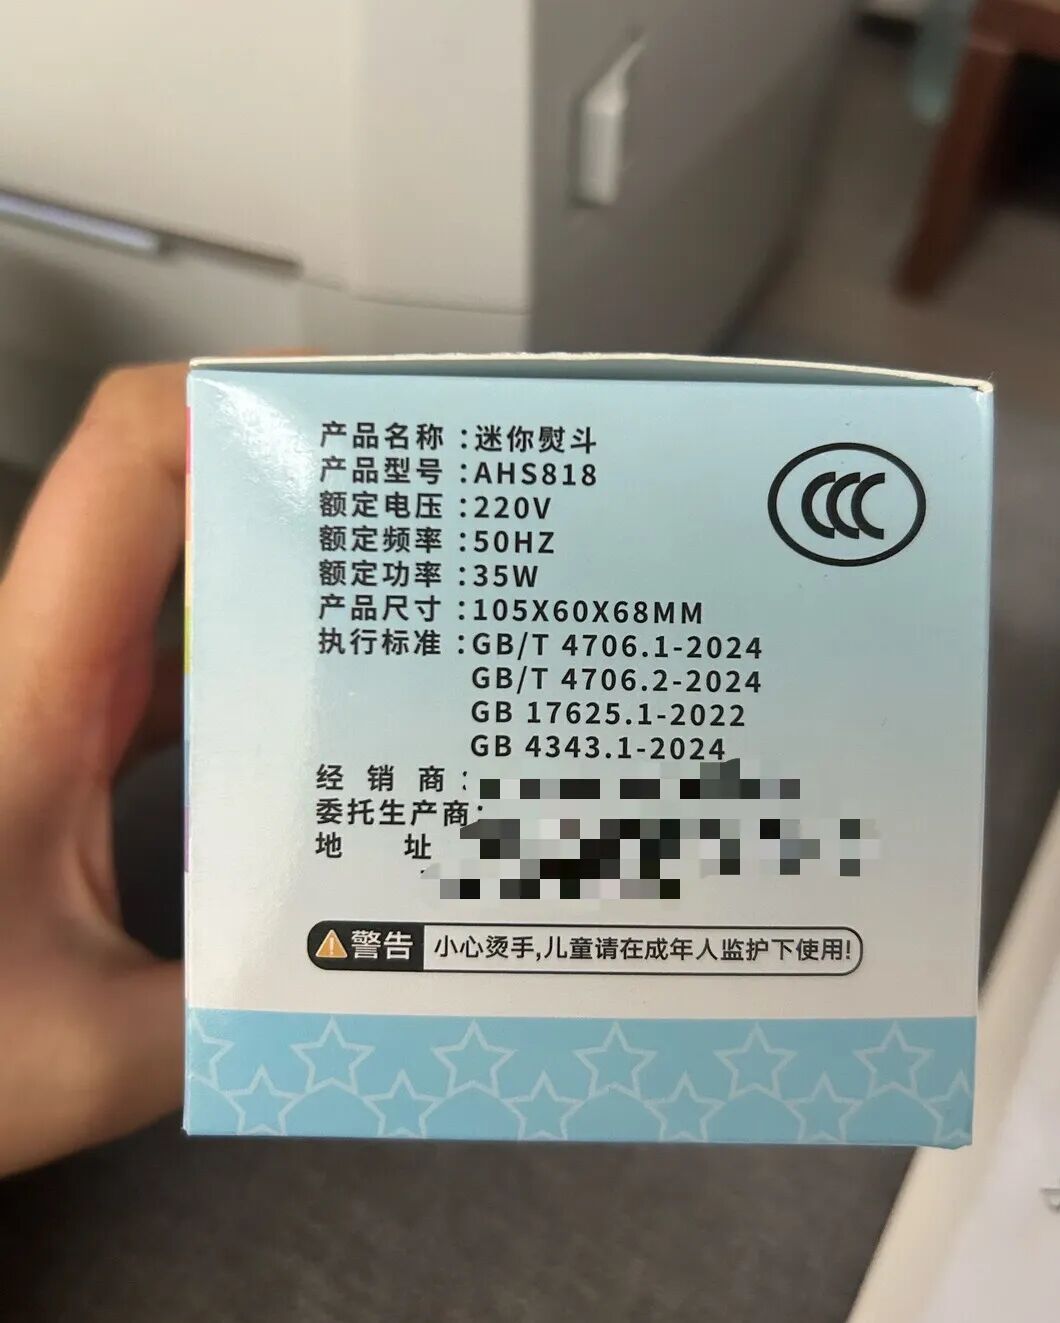 产品名称：迷你熨斗
产品型号：AHS818
额定电压：220V
额定频率：50HZ
额定功率：35W
产品尺寸：105X60X68MM
执行标准：GB/T 4706.1-2024
GB/T 4706.2-2024
GB 17625.1-2022
GB 4343.1-2024
经销商：
委托生产商：
地址
警告 小心烫手,儿童请在成年人监护下使用!
CCC